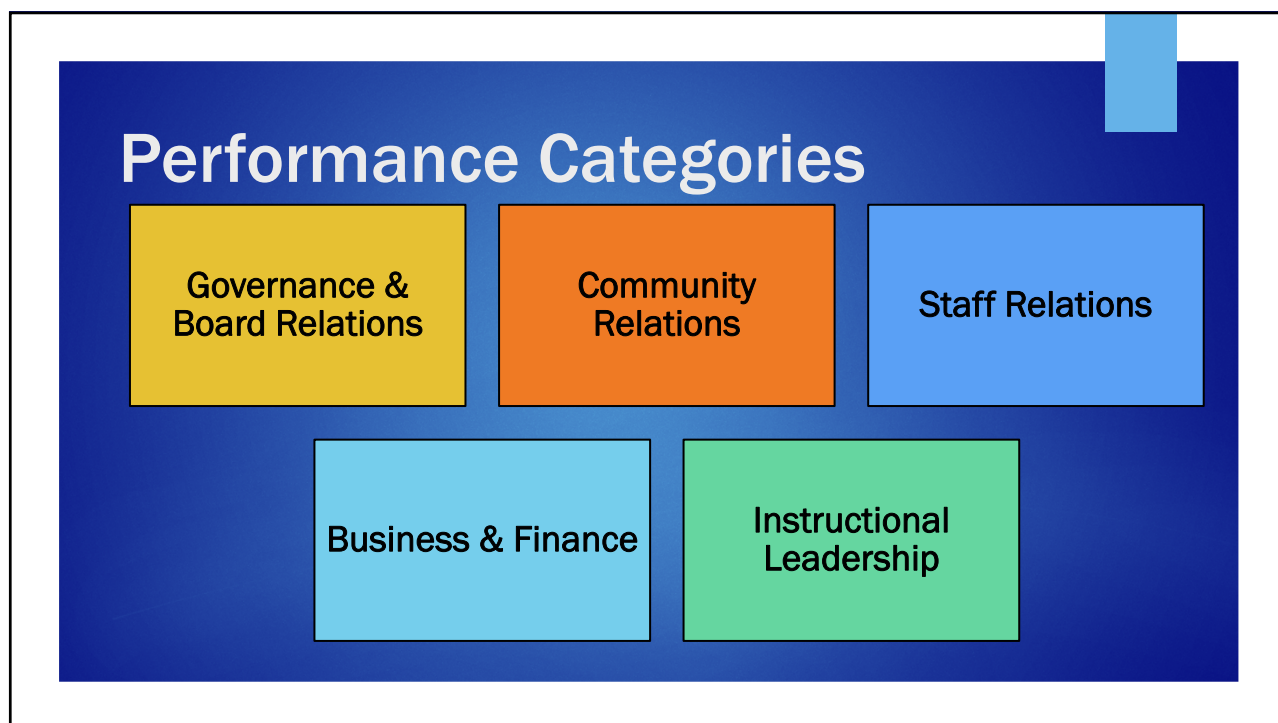 Performance Categories
Governance &
Board Relations
Community
Relations
Staff Relations
Business & Finance
Instructional
Leadership